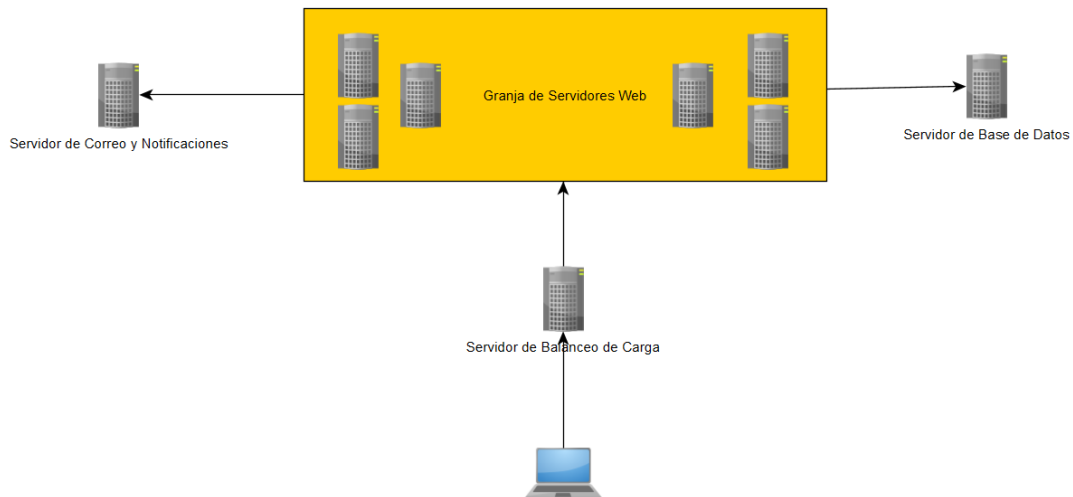 Granja de Servidores Web
Servidor de Correo y Notificaciones
Servidor de Base de Datos
Servidor de Balanceo de Carga